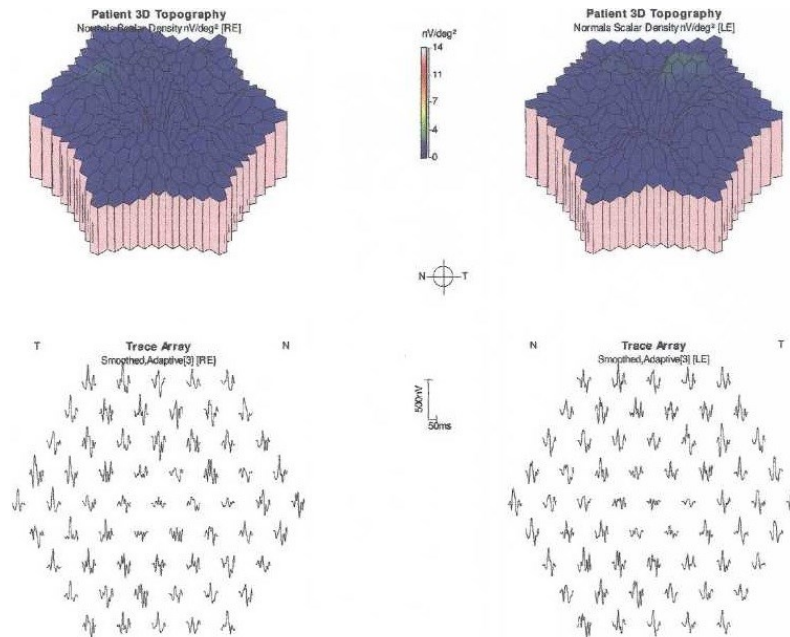 Patient 3D Topography
Normals Scalar Density nV/deg² [RE]
nV/deg²
14
11
7
4
0
Patient 3D Topography
Normals Scalar Density nV/deg² [LE]
N T
T
Trace Array
N
Smoothed,Adaptive[3] [RE]
500nV
50ms
N
Trace Array
T
Smoothed,Adaptive[3] [LE]